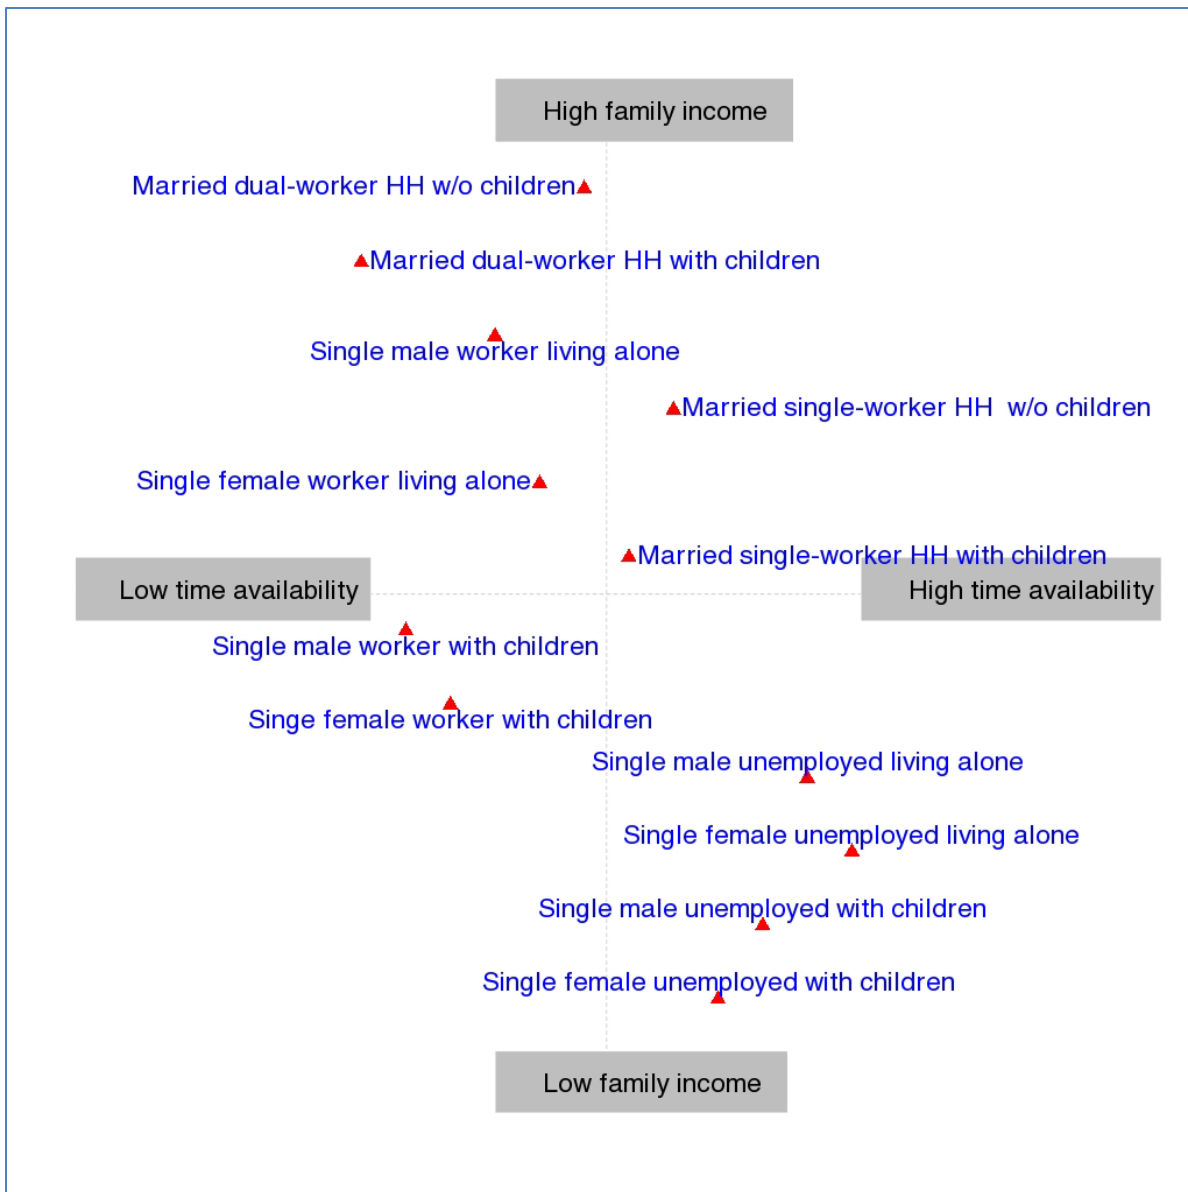 High family income
Married dual-worker HH w/o children
Married dual-worker HH with children
Single male worker living alone
Married single-worker HH  w/o children
Single female worker living alone
Married single-worker HH with children
Low time availability
High time availability
Single male worker with children
Singe female worker with children
Single male unemployed living alone
Single female unemployed living alone
Single male unemployed with children
Single female unemployed with children
Low family income